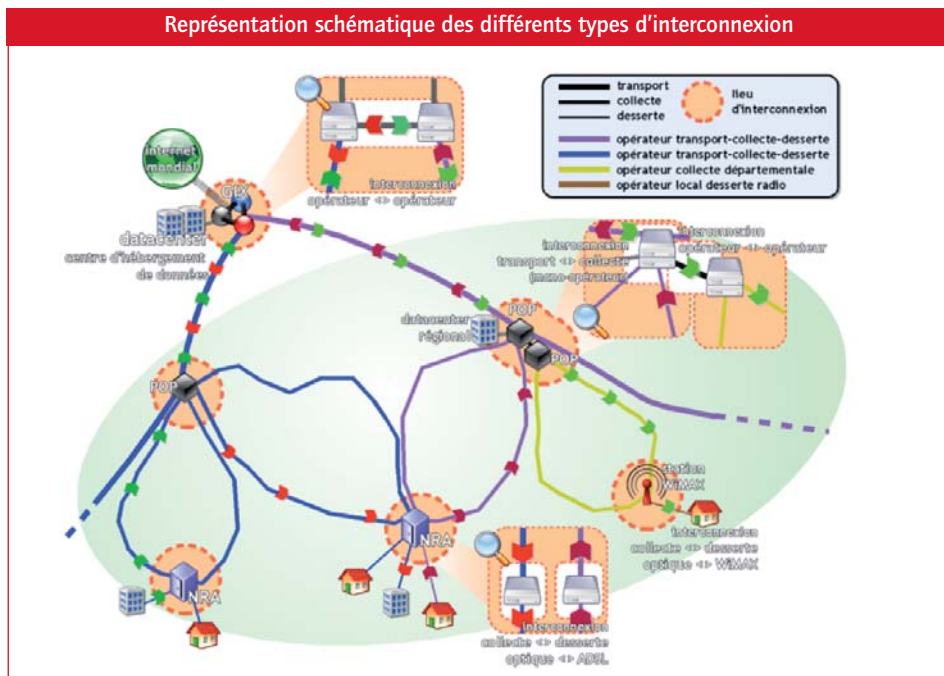 Représentation schématique des différents types d'interconnexion
transport
collecte
desserte
lieu
d'interconnexion
opérateur transport-collecte-desserte
opérateur transport-collecte-desserte
opérateur collecte départementale
opérateur local desserte radio
interconnexion
opérateur <> opérateur
internet
mondial
GIX
datacenter
centre d'hébergement
de données
interconnexion
opérateur <> opérateur
interconnexion
transport <> collecte
(mono-opérateur)
datacenter
régional
POP
POP
POP
station
WiMAX
interconnexion
collecte <> desserte
optique <> WiMAX
NRA
NRA
interconnexion
collecte <> desserte
optique <> ADSL